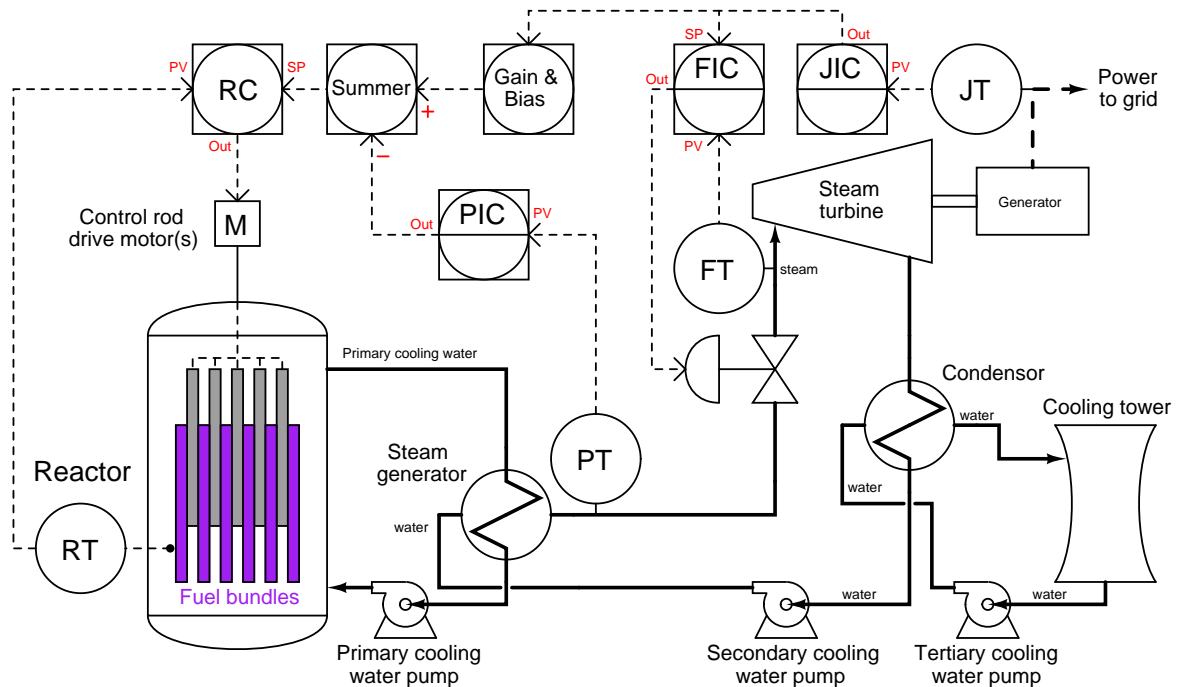 Out
SP
PV
SP
RC
Summer
Gain &
Bias
FIC
Out
JIC
PV
JT
Power
to grid
+
Out
PV
–
Steam
turbine
Generator
Control rod
drive motor(s)
M
Out
PIC
PV
FT
steam
Primary cooling water
Condensor
water
Cooling tower
Reactor
Steam
generator
PT
water
water
RT
Fuel bundles
water
water
Primary cooling
water pump
Secondary cooling
water pump
Tertiary cooling
water pump